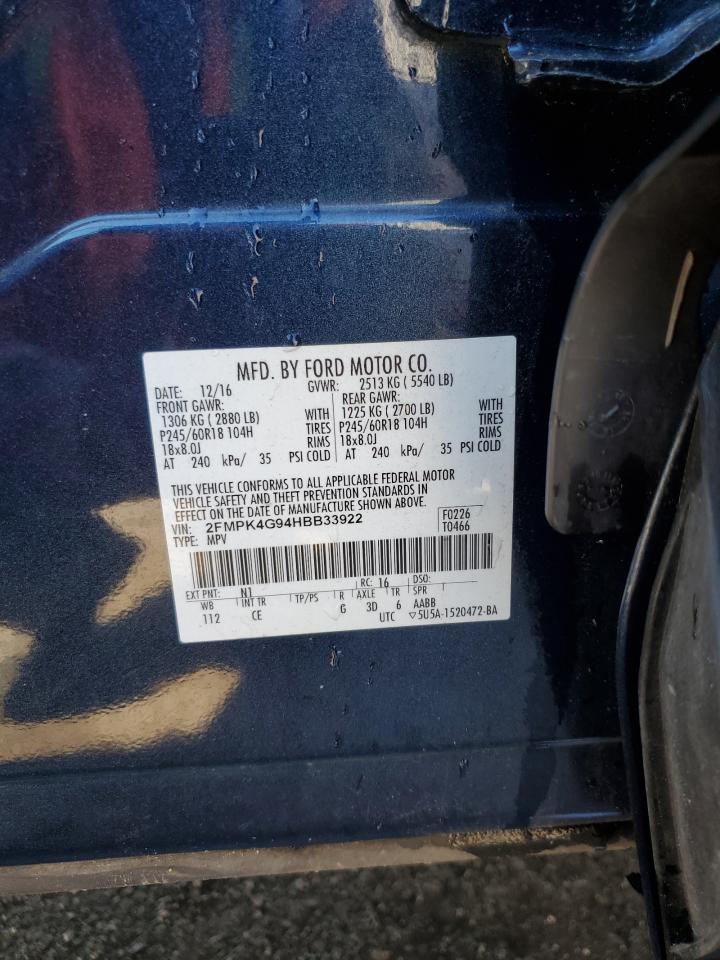 MFD. BY FORD MOTOR CO.
DATE: 12/16 GVWR: 2513 KG ( 5540 LB)
FRONT GAWR: REAR GAWR:
1306 KG ( 2880 LB) WITH 1225 KG ( 2700 LB) WITH
P245/60R18 104H TIRES P245/60R18 104H TIRES
18x8.0J RIMS 18x8.0J RIMS
AT 240 kPa/ 35 PSI COLD AT 240 kPa/ 35 PSI COLD
THIS VEHICLE CONFORMS TO ALL APPLICABLE FEDERAL MOTOR
VEHICLE SAFETY AND THEFT PREVENTION STANDARDS IN
EFFECT ON THE DATE OF MANUFACTURE SHOWN ABOVE.
VIN: 2FMPK4G94HBB33922 F0226
TYPE: MPV T0466
EXT PNT: N1 RC: 16 DSO:
WB INT TR TP/PS R AXLE TR SPR
112 CE G 3D 6 AABB
UTC ▽5U5A-1520472-BA